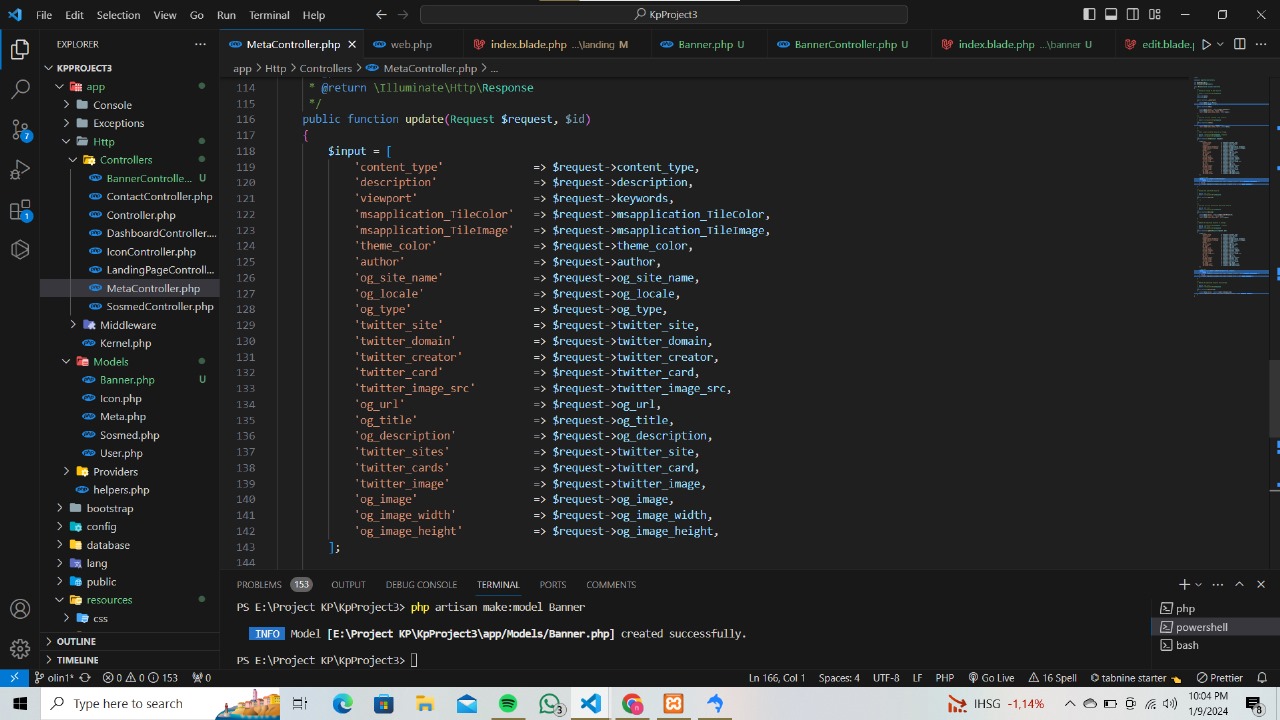 File Edit Selection View Go Run Terminal Help
KpProject3
EXPLORER
MetaController.php
web.php
index.blade.php ...\landing M
Banner.php U
BannerController.php U
index.blade.php ...\banner U
edit.blade.
KPPROJECT3
app > Http > Controllers > MetaController.php > ...
app
Console
Exceptions
Http
Controllers
BannerControlle... U
ContactController.php
Controller.php
DashboardController....
IconController.php
LandingPageControll...
MetaController.php
SosmedController.php
Middleware
Kernel.php
Models
Banner.php U
Icon.php
Meta.php
Sosmed.php
User.php
Providers
helpers.php
bootstrap
config
database
lang
public
resources
css
OUTLINE
TIMELINE
114 * @return \Illuminate\Http\Response
115 */
116 public function update(Request $request, $id)
117 {
118 $input = [
119 'content_type' => $request->content_type,
120 'description' => $request->description,
121 'viewport' => $request->keywords,
122 'msapplication_TileColor' => $request->msapplication_TileColor,
123 'msapplication_TileImage' => $request->msapplication_TileImage,
124 'theme_color' => $request->theme_color,
125 'author' => $request->author,
126 'og_site_name' => $request->og_site_name,
127 'og_locale' => $request->og_locale,
128 'og_type' => $request->og_type,
129 'twitter_site' => $request->twitter_site,
130 'twitter_domain' => $request->twitter_domain,
131 'twitter_creator' => $request->twitter_creator,
132 'twitter_card' => $request->twitter_card,
133 'twitter_image_src' => $request->twitter_image_src,
134 'og_url' => $request->og_url,
135 'og_title' => $request->og_title,
136 'og_description' => $request->og_description,
137 'twitter_sites' => $request->twitter_site,
138 'twitter_cards' => $request->twitter_card,
139 'twitter_image' => $request->twitter_image,
140 'og_image' => $request->og_image,
141 'og_image_width' => $request->og_image_width,
142 'og_image_height' => $request->og_image_height,
143 ];
144
PROBLEMS 153 OUTPUT DEBUG CONSOLE TERMINAL PORTS COMMENTS
PS E:\Project KP\KpProject3> php artisan make:model Banner
INFO Model [E:\Project KP\KpProject3\app/Models/Banner.php] created successfully.
PS E:\Project KP\KpProject3>
php
powershell
bash
7
1
olin1* 0 0 153 0
Ln 166, Col 1 Spaces: 4 UTF-8 LF PHP Go Live 16 Spell tabnine starter Prettier
Type here to search
3
IHSG -1,14%
10:04 PM
1/9/2024
8